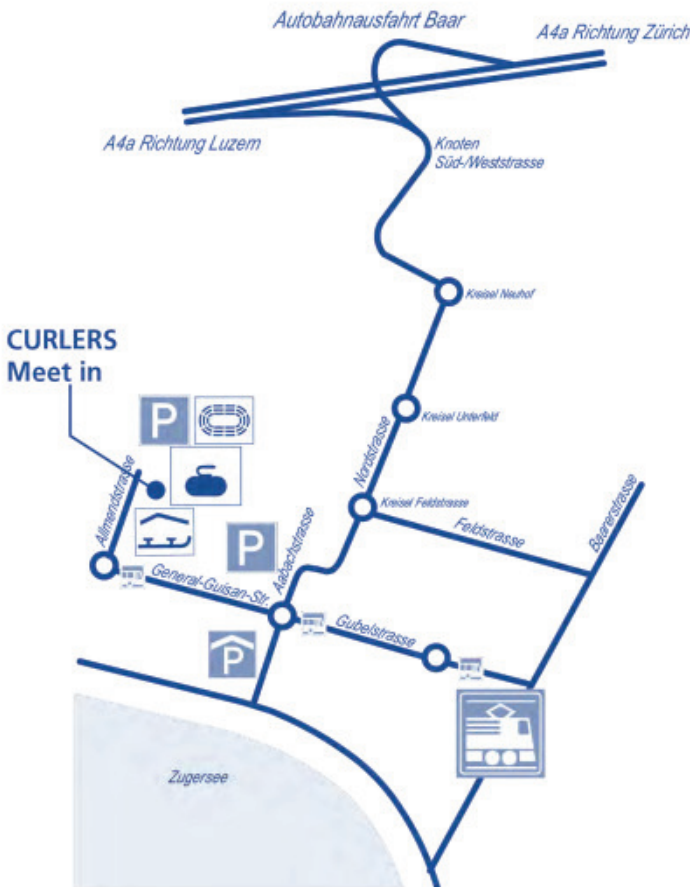 Autobahnausfahrt Baar
A4a Richtung Zürich
A4a Richtung Luzern
Knoten
Süd-/Weststrasse
Kreisel Neuhof
CURLERS
Meet in
P
Kreisel Unterfeld
Nordstrasse
Allmendstrasse
Kreisel Feldstrasse
Baarerstrasse
P
Aabachstrasse
Feldstrasse
General-Guisan-Str.
Gubelstrasse
P
Zugersee